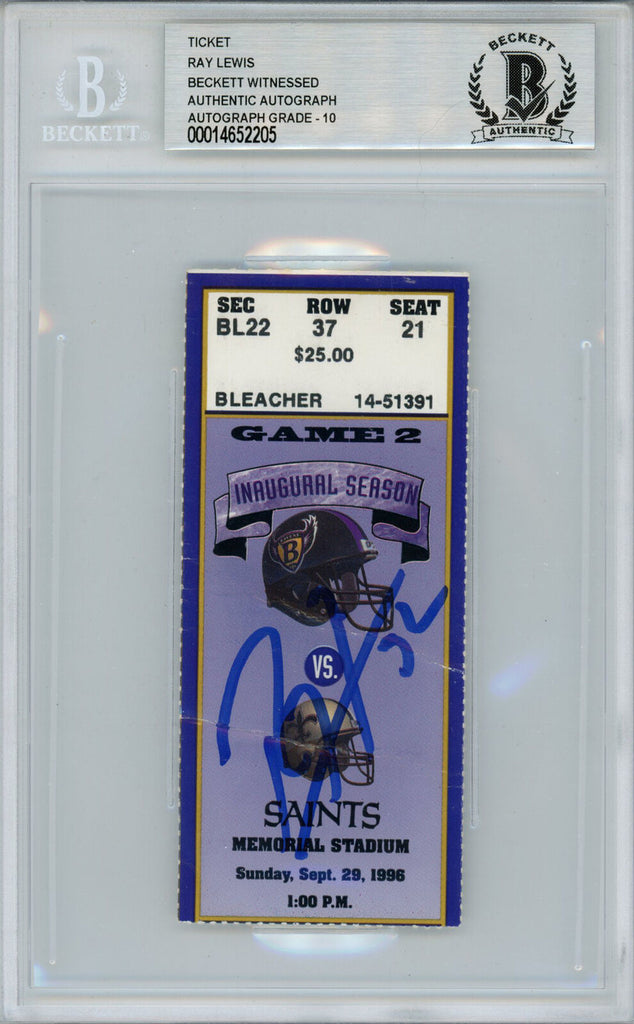 B
BECKETT
TICKET
RAY LEWIS
BECKETT WITNESSED
AUTHENTIC AUTOGRAPH
AUTOGRAPH GRADE - 10
00014652205
BECKETT
B
AUTHENTIC
SEC ROW SEAT
BL22 37 21
$25.00
BLEACHER 14-51391
GAME 2
INAUGURAL SEASON
B
VS.
SAINTS
MEMORIAL STADIUM
Sunday, Sept. 29, 1996
1:00 P.M.